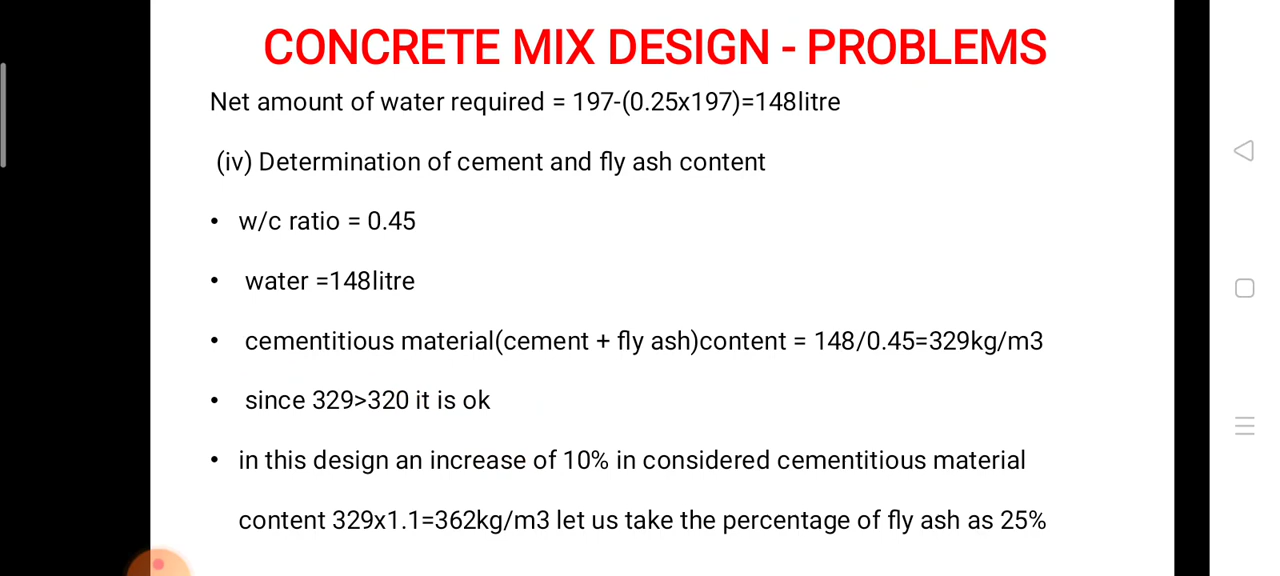 CONCRETE MIX DESIGN - PROBLEMS
Net amount of water required = 197-(0.25x197)=148litre
(iv) Determination of cement and fly ash content
• w/c ratio = 0.45
• water =148litre
• cementitious material(cement + fly ash)content = 148/0.45=329kg/m3
• since 329>320 it is ok
• in this design an increase of 10% in considered cementitious material
content 329x1.1=362kg/m3 let us take the percentage of fly ash as 25%